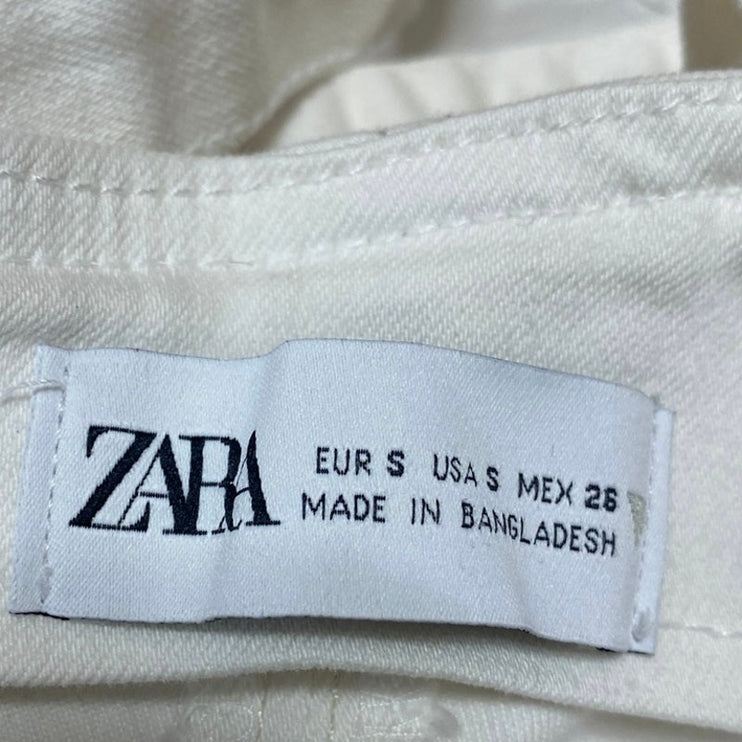 ZARA
EUR S USA S MEX 26
MADE IN BANGLADESH